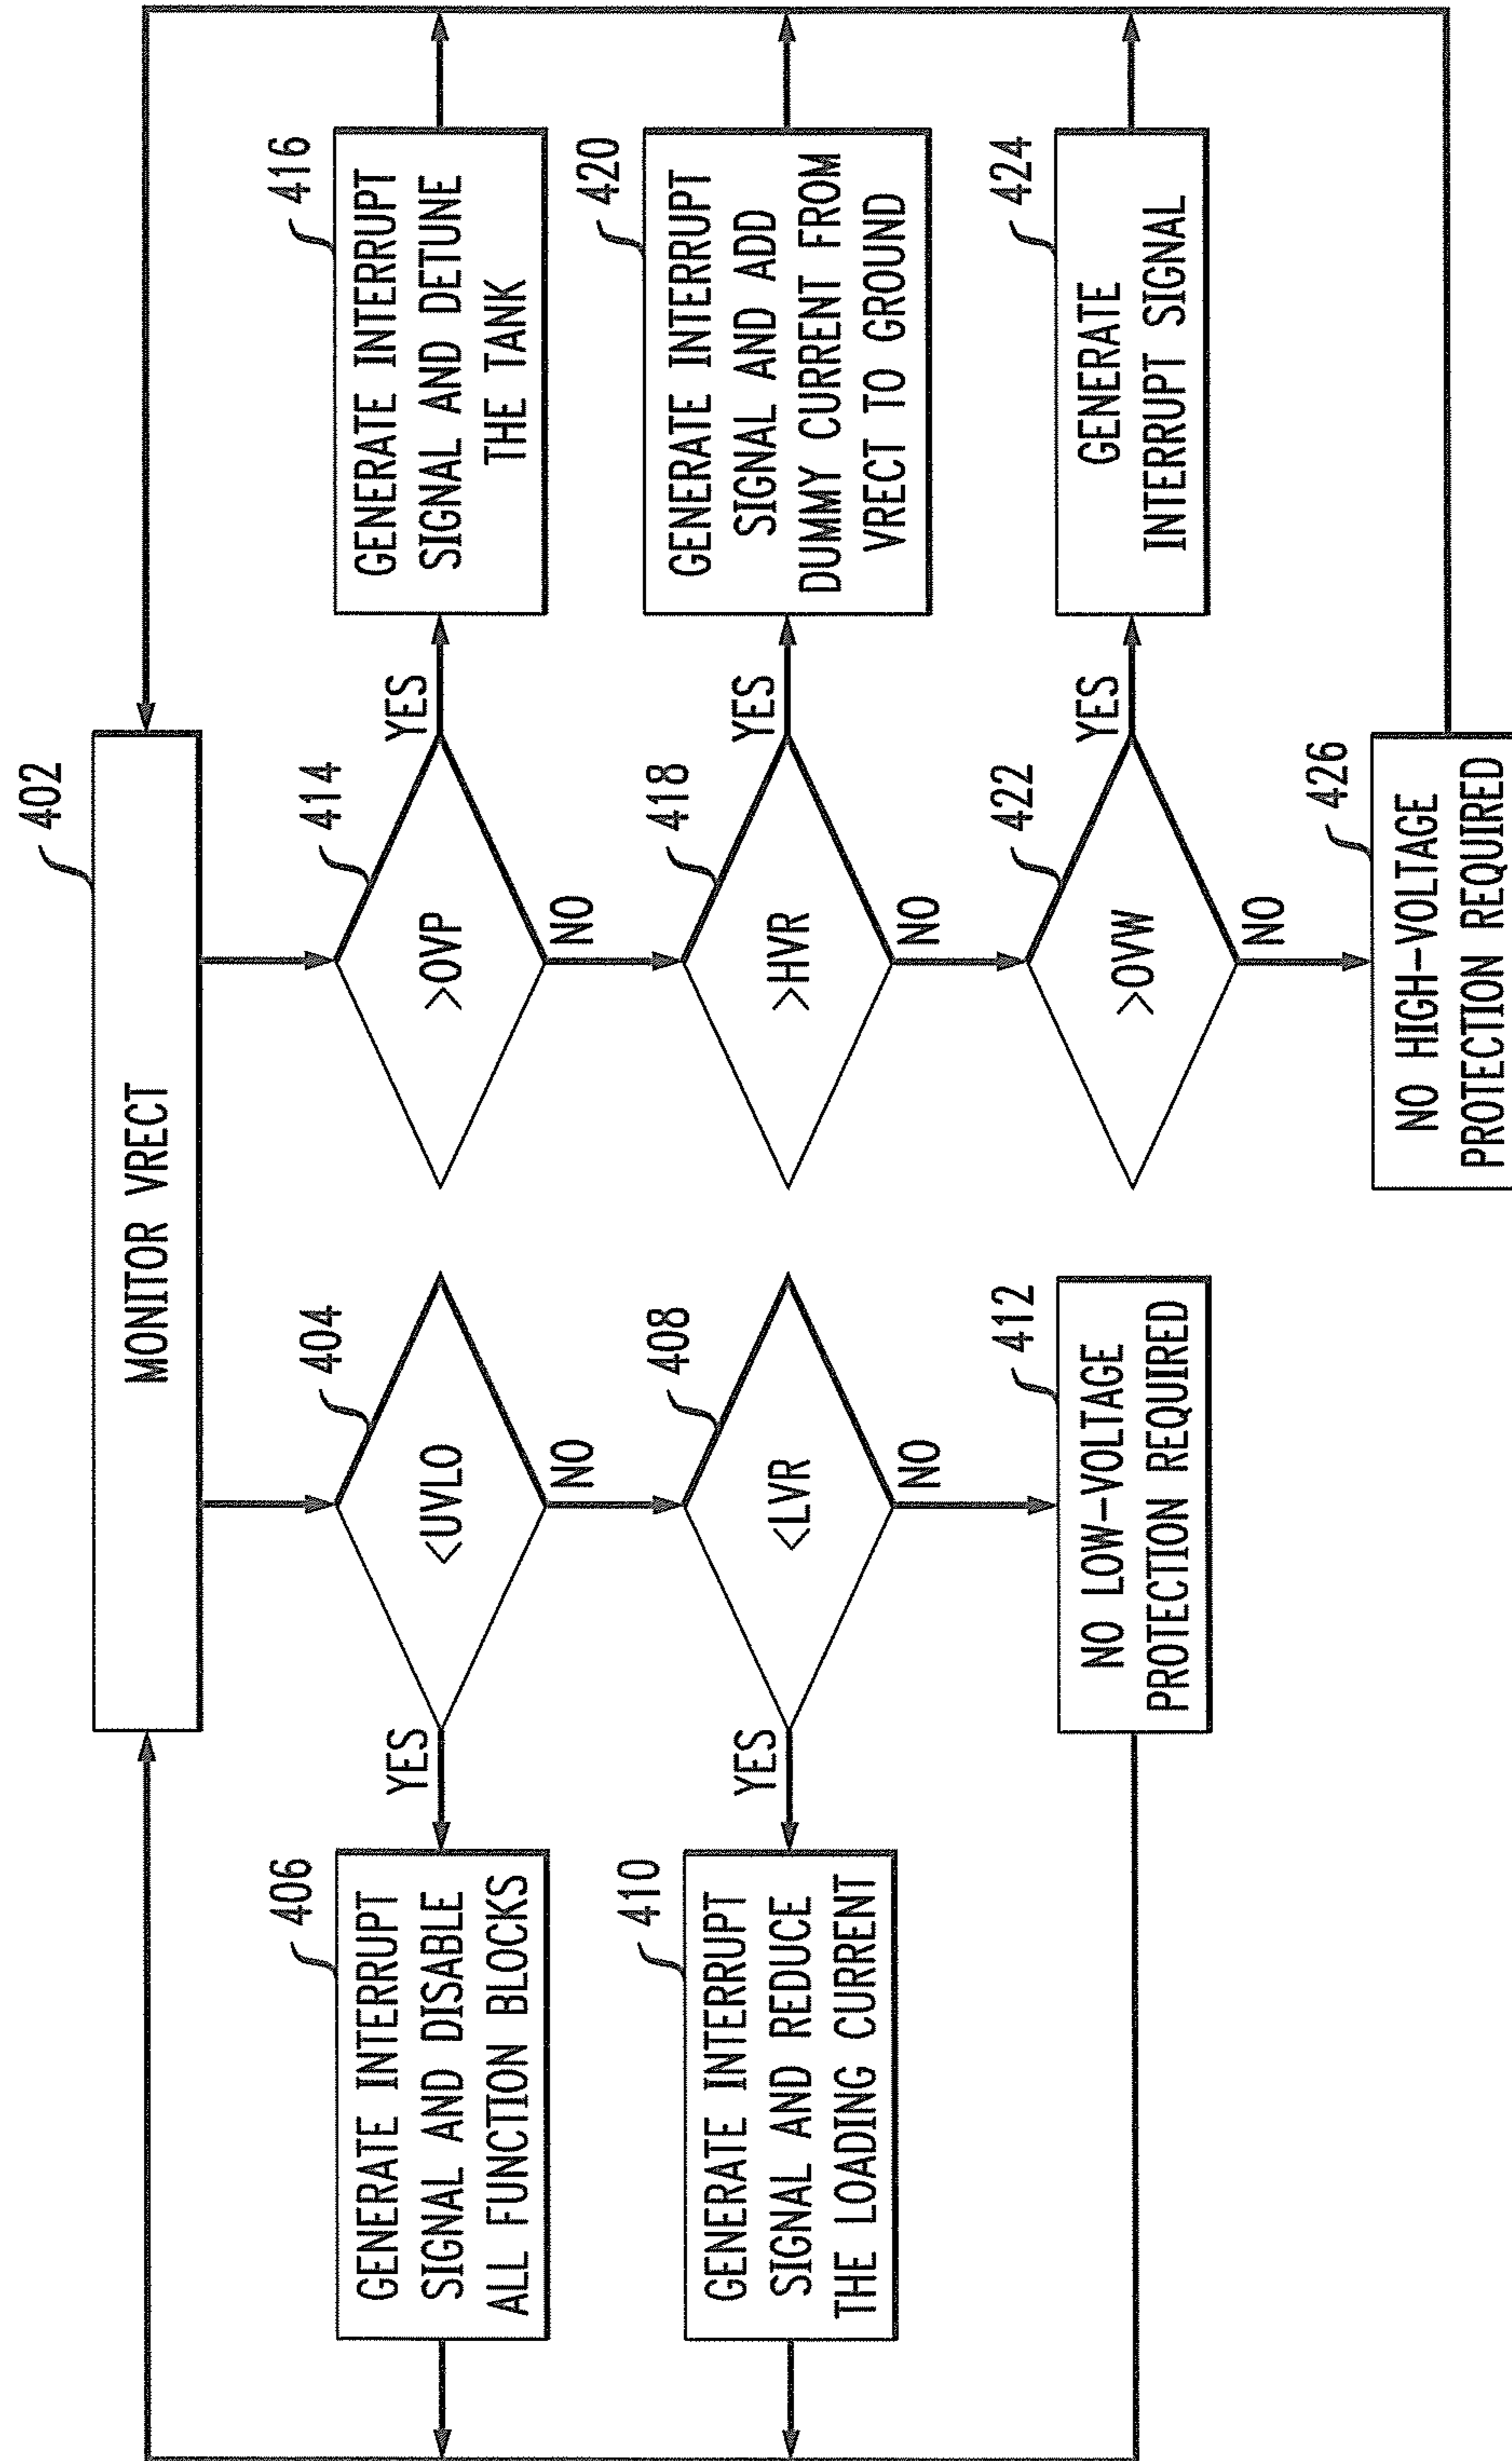 402
MONITOR VRECT
404
<UVLO
YES
NO
406
GENERATE INTERRUPT
SIGNAL AND DISABLE
ALL FUNCTION BLOCKS
408
<LVR
YES
NO
410
GENERATE INTERRUPT
SIGNAL AND REDUCE
THE LOADING CURRENT
412
NO LOW-VOLTAGE
PROTECTION REQUIRED
414
>OVP
YES
NO
416
GENERATE INTERRUPT
SIGNAL AND DETUNE
THE TANK
418
>HVR
YES
NO
420
GENERATE INTERRUPT
SIGNAL AND ADD
DUMMY CURRENT FROM
VRECT TO GROUND
422
>OVW
YES
NO
424
GENERATE
INTERRUPT SIGNAL
426
NO HIGH-VOLTAGE
PROTECTION REQUIRED